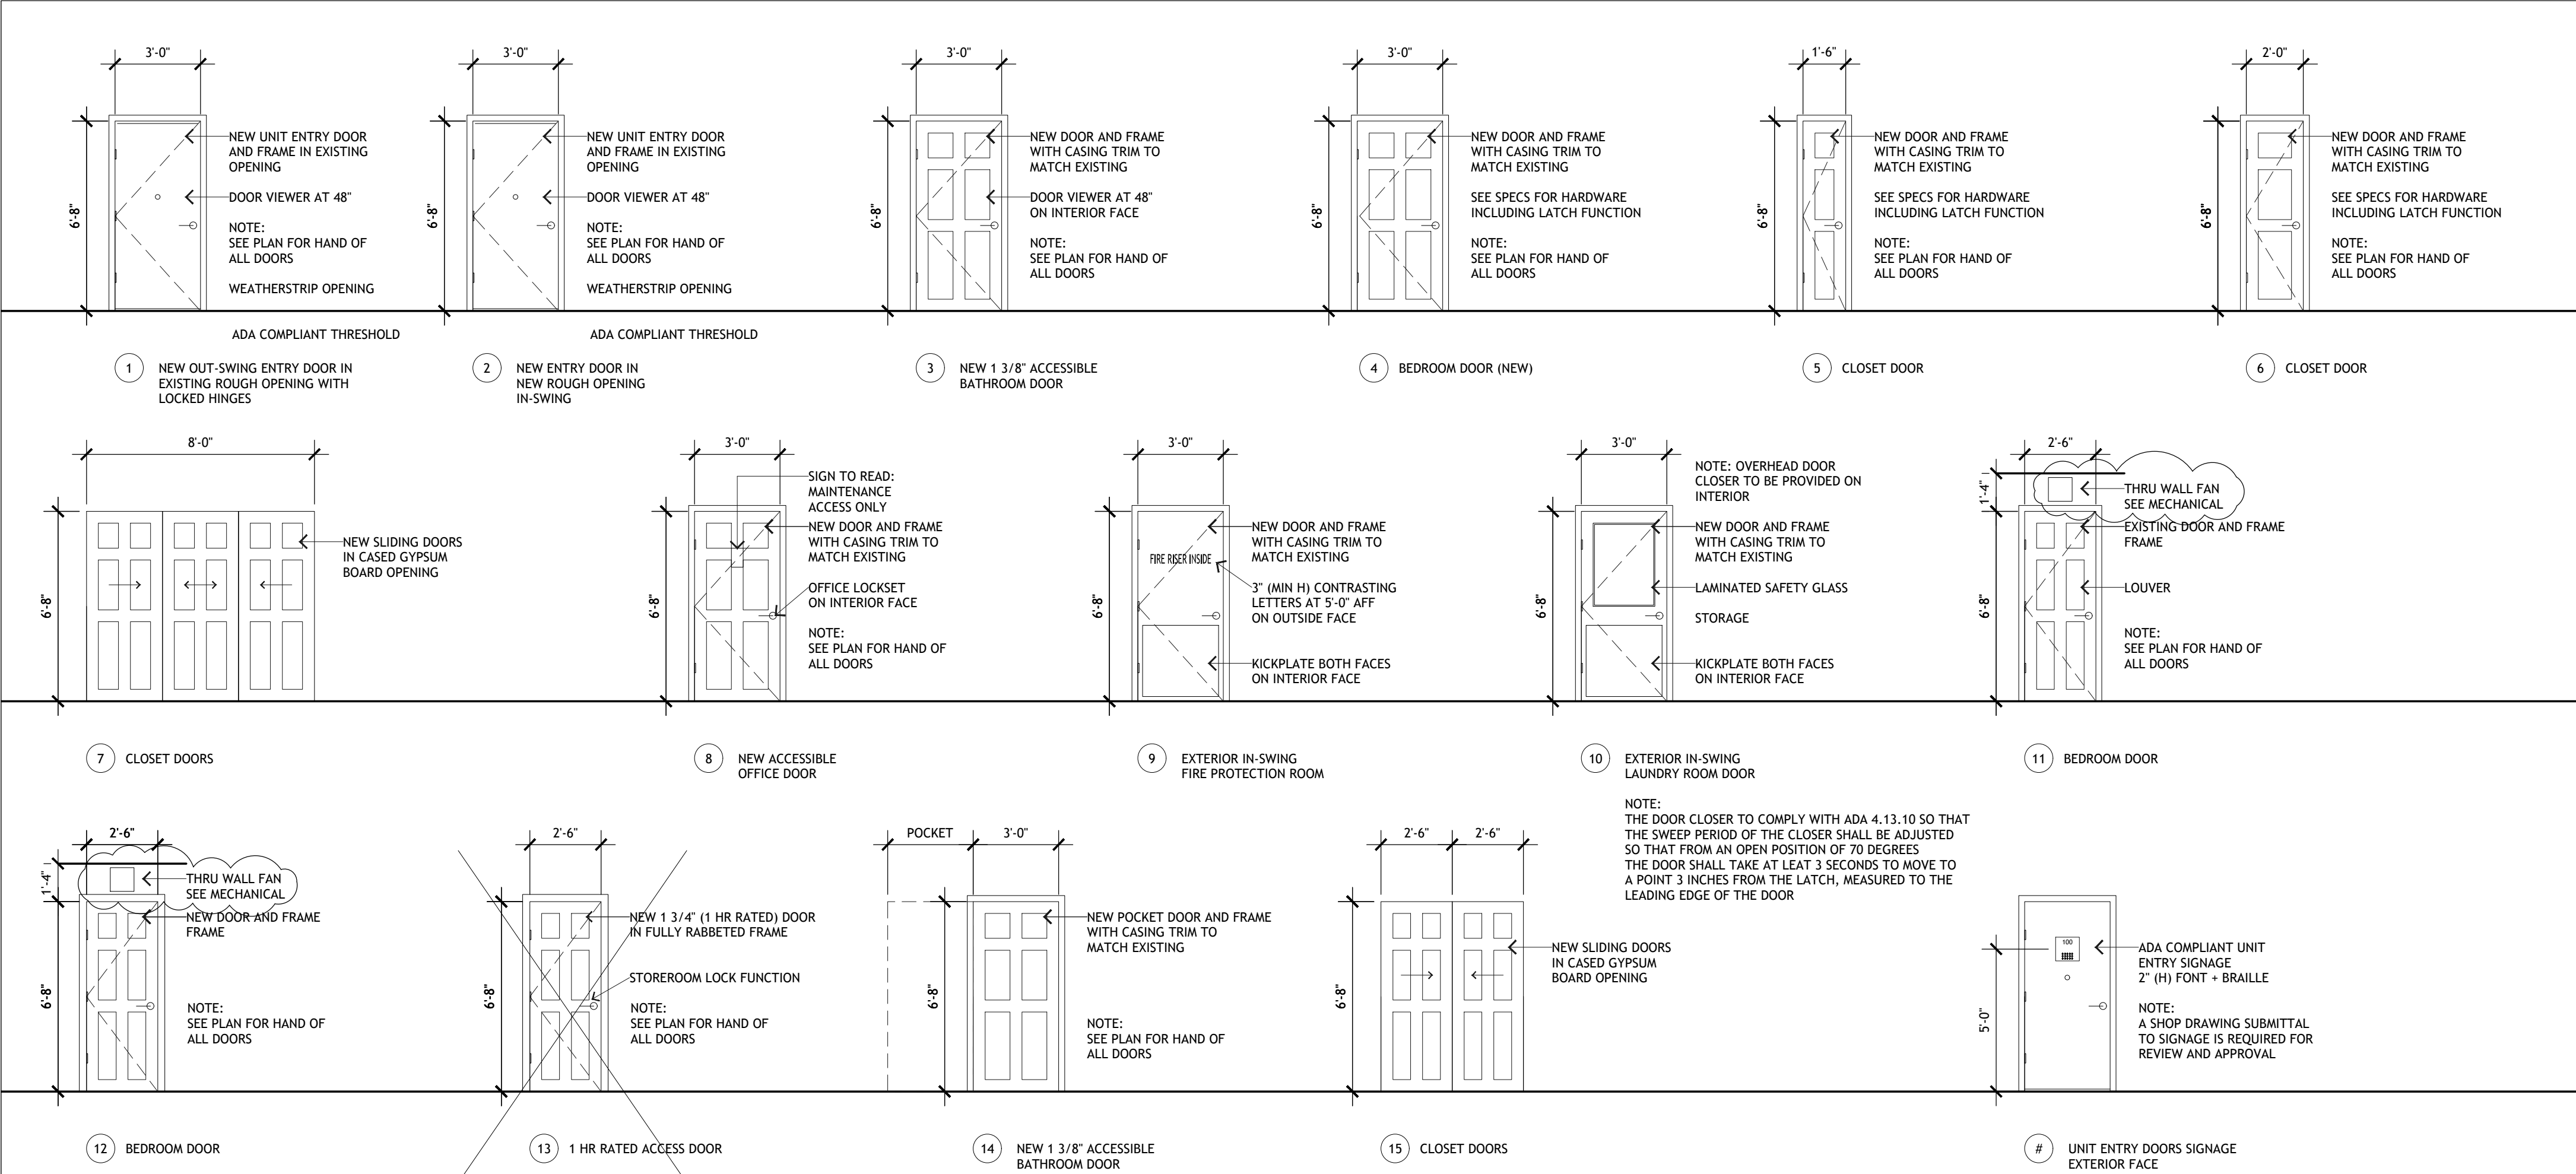 3'-0"
6'-8"
NEW UNIT ENTRY DOOR
AND FRAME IN EXISTING
OPENING
DOOR VIEWER AT 48"
NOTE:
SEE PLAN FOR HAND OF
ALL DOORS
WEATHERSTRIP OPENING
ADA COMPLIANT THRESHOLD
1
NEW OUT-SWING ENTRY DOOR IN
EXISTING ROUGH OPENING WITH
LOCKED HINGES
3'-0"
6'-8"
NEW UNIT ENTRY DOOR
AND FRAME IN EXISTING
OPENING
DOOR VIEWER AT 48"
NOTE:
SEE PLAN FOR HAND OF
ALL DOORS
WEATHERSTRIP OPENING
ADA COMPLIANT THRESHOLD
2
NEW ENTRY DOOR IN
NEW ROUGH OPENING
IN-SWING
3'-0"
6'-8"
NEW DOOR AND FRAME
WITH CASING TRIM TO
MATCH EXISTING
DOOR VIEWER AT 48"
ON INTERIOR FACE
NOTE:
SEE PLAN FOR HAND OF
ALL DOORS
3
NEW 1 3/8" ACCESSIBLE
BATHROOM DOOR
3'-0"
6'-8"
NEW DOOR AND FRAME
WITH CASING TRIM TO
MATCH EXISTING
SEE SPECS FOR HARDWARE
INCLUDING LATCH FUNCTION
NOTE:
SEE PLAN FOR HAND OF
ALL DOORS
4
BEDROOM DOOR (NEW)
1'-6"
6'-8"
NEW DOOR AND FRAME
WITH CASING TRIM TO
MATCH EXISTING
SEE SPECS FOR HARDWARE
INCLUDING LATCH FUNCTION
NOTE:
SEE PLAN FOR HAND OF
ALL DOORS
5
CLOSET DOOR
2'-0"
6'-8"
NEW DOOR AND FRAME
WITH CASING TRIM TO
MATCH EXISTING
SEE SPECS FOR HARDWARE
INCLUDING LATCH FUNCTION
NOTE:
SEE PLAN FOR HAND OF
ALL DOORS
6
CLOSET DOOR
8'-0"
6'-8"
NEW SLIDING DOORS
IN CASED GYPSUM
BOARD OPENING
7
CLOSET DOORS
3'-0"
6'-8"
SIGN TO READ:
MAINTENANCE
ACCESS ONLY
NEW DOOR AND FRAME
WITH CASING TRIM TO
MATCH EXISTING
OFFICE LOCKSET
ON INTERIOR FACE
NOTE:
SEE PLAN FOR HAND OF
ALL DOORS
8
NEW ACCESSIBLE
OFFICE DOOR
3'-0"
6'-8"
FIRE RISER INSIDE
NEW DOOR AND FRAME
WITH CASING TRIM TO
MATCH EXISTING
3" (MIN H) CONTRASTING
LETTERS AT 5'-0" AFF
ON OUTSIDE FACE
KICKPLATE BOTH FACES
ON INTERIOR FACE
9
EXTERIOR IN-SWING
FIRE PROTECTION ROOM
3'-0"
6'-8"
NOTE: OVERHEAD DOOR
CLOSER TO BE PROVIDED ON
INTERIOR
NEW DOOR AND FRAME
WITH CASING TRIM TO
MATCH EXISTING
LAMINATED SAFETY GLASS
STORAGE
KICKPLATE BOTH FACES
ON INTERIOR FACE
10
EXTERIOR IN-SWING
LAUNDRY ROOM DOOR
NOTE:
THE DOOR CLOSER TO COMPLY WITH ADA 4.13.10 SO THAT
THE SWEEP PERIOD OF THE CLOSER SHALL BE ADJUSTED
SO THAT FROM AN OPEN POSITION OF 70 DEGREES
THE DOOR SHALL TAKE AT LEAT 3 SECONDS TO MOVE TO
A POINT 3 INCHES FROM THE LATCH, MEASURED TO THE
LEADING EDGE OF THE DOOR
2'-6"
1'-4"
6'-8"
THRU WALL FAN
SEE MECHANICAL
EXISTING DOOR AND FRAME
FRAME
LOUVER
NOTE:
SEE PLAN FOR HAND OF
ALL DOORS
11
BEDROOM DOOR
2'-6"
1'-4"
6'-8"
THRU WALL FAN
SEE MECHANICAL
NEW DOOR AND FRAME
FRAME
NOTE:
SEE PLAN FOR HAND OF
ALL DOORS
12
BEDROOM DOOR
2'-6"
6'-8"
NEW 1 3/4" (1 HR RATED) DOOR
IN FULLY RABBETED FRAME
STOREROOM LOCK FUNCTION
NOTE:
SEE PLAN FOR HAND OF
ALL DOORS
13
1 HR RATED ACCESS DOOR
POCKET
3'-0"
6'-8"
NEW POCKET DOOR AND FRAME
WITH CASING TRIM TO
MATCH EXISTING
NOTE:
SEE PLAN FOR HAND OF
ALL DOORS
14
NEW 1 3/8" ACCESSIBLE
BATHROOM DOOR
2'-6"
2'-6"
6'-8"
NEW SLIDING DOORS
IN CASED GYPSUM
BOARD OPENING
15
CLOSET DOORS
5'-0"
100
ADA COMPLIANT UNIT
ENTRY SIGNAGE
2" (H) FONT + BRAILLE
NOTE:
A SHOP DRAWING SUBMITTAL
TO SIGNAGE IS REQUIRED FOR
REVIEW AND APPROVAL
#
UNIT ENTRY DOORS SIGNAGE
EXTERIOR FACE